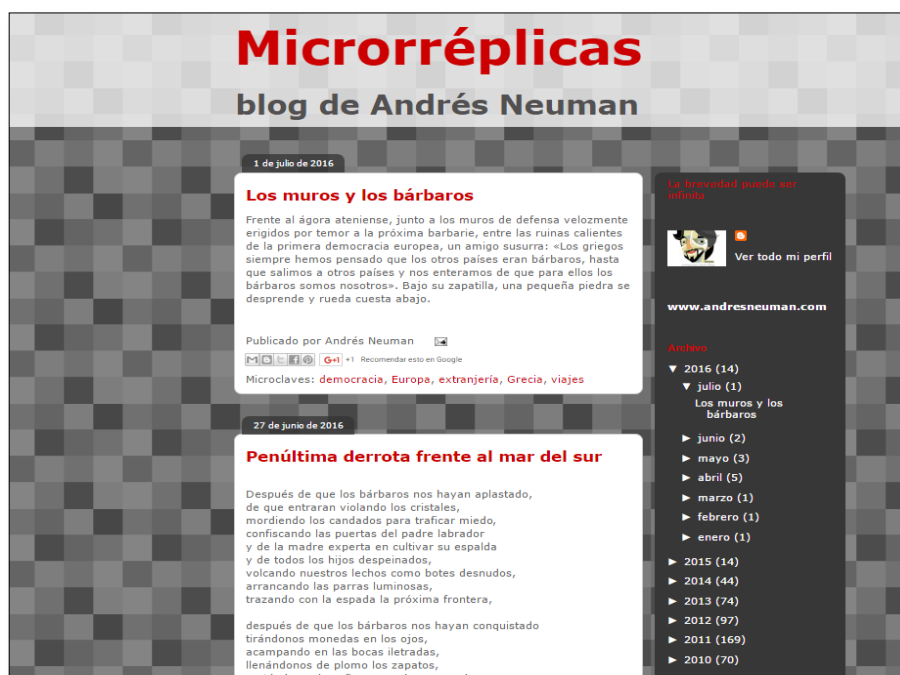 Microrréplicas
blog de Andrés Neuman
1 de julio de 2016
Los muros y los bárbaros
Frente al ágora ateniense, junto a los muros de defensa velozmente
erigidos por temor a la próxima barbarie, entre las ruinas calientes
de la primera democracia europea, un amigo susurra: «Los griegos
siempre hemos pensado que los otros países eran bárbaros, hasta
que salimos a otros países y nos enteramos de que para ellos los
bárbaros somos nosotros». Bajo su zapatilla, una pequeña piedra se
desprende y rueda cuesta abajo.
Publicado por Andrés Neuman
G+1 +1 Recomendar esto en Google
Microclaves: democracia, Europa, extranjería, Grecia, viajes
27 de junio de 2016
Penúltima derrota frente al mar del sur
Después de que los bárbaros nos hayan aplastado,
de que entraran violando los cristales,
mordiendo los candados para traficar miedo,
confiscando las puertas del padre labrador
y de la madre experta en cultivar su espalda
y de todos los hijos despeinados,
volcando nuestros lechos como botes desnudos,
arrancando las parras luminosas,
trazando con la espada la próxima frontera,
después de que los bárbaros nos hayan conquistado
tirándonos monedas en los ojos,
acampando en las bocas iletradas,
llenándonos de plomo los zapatos,
La brevedad puede ser
infinita
Ver todo mi perfil
www.andresneuman.com
Archivo
▼ 2016 (14)
▼ julio (1)
Los muros y los
bárbaros
► junio (2)
► mayo (3)
► abril (5)
► marzo (1)
► febrero (1)
► enero (1)
► 2015 (14)
► 2014 (44)
► 2013 (74)
► 2012 (97)
► 2011 (169)
► 2010 (70)